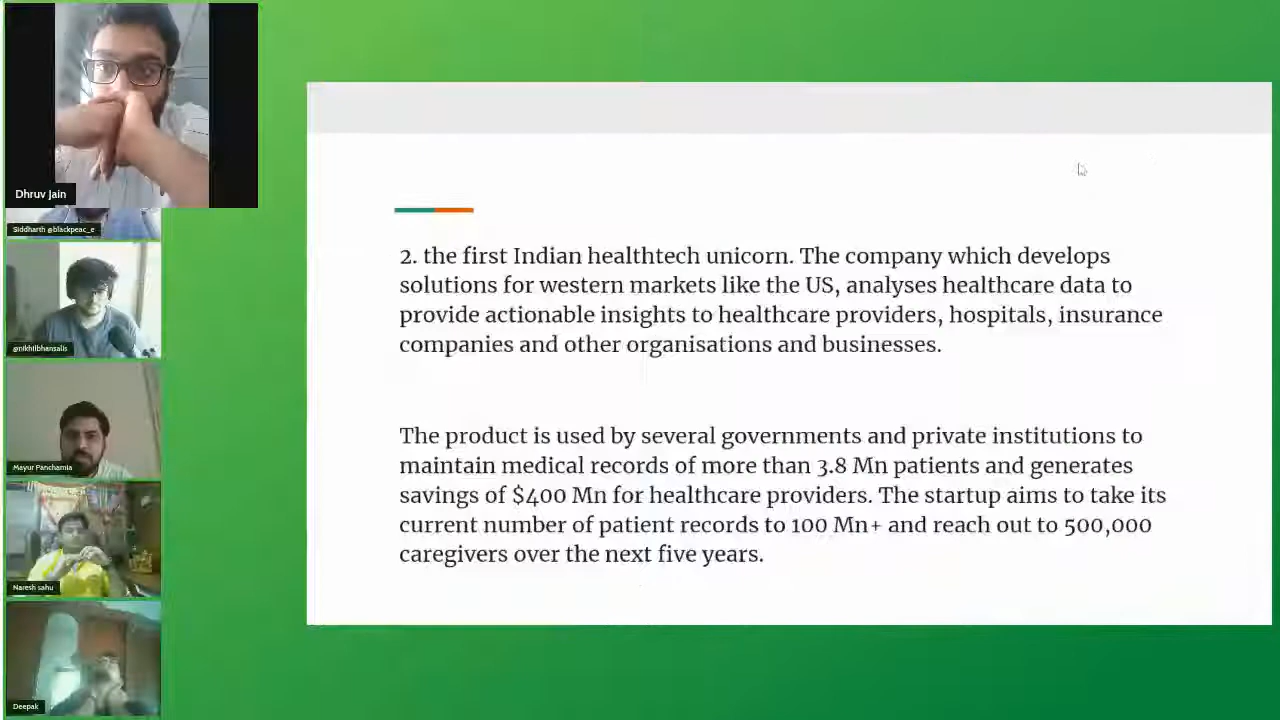 Dhruv Jain
Siddharth @blackpeac_e
@nikhilbhansalis
Mayur Panchamia
Naresh sahu
Deepak
2. the first Indian healthtech unicorn. The company which develops
solutions for western markets like the US, analyses healthcare data to
provide actionable insights to healthcare providers, hospitals, insurance
companies and other organisations and businesses.
The product is used by several governments and private institutions to
maintain medical records of more than 3.8 Mn patients and generates
savings of $400 Mn for healthcare providers. The startup aims to take its
current number of patient records to 100 Mn+ and reach out to 500,000
caregivers over the next five years.